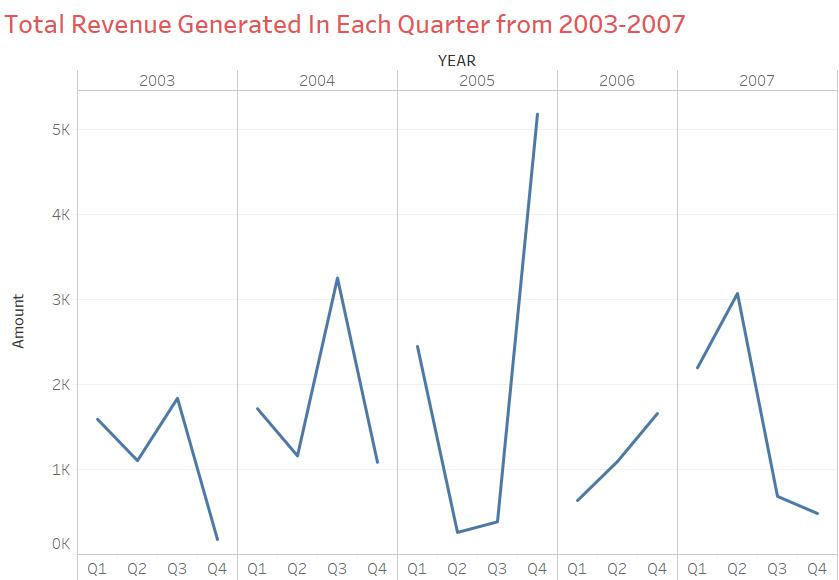 Total Revenue Generated In Each Quarter from 2003-2007
YEAR
2003 2004 2005 2006 2007
5K
4K
3K
2K
1K
0K
Amount
Q1 Q2 Q3 Q4 Q1 Q2 Q3 Q4 Q1 Q2 Q3 Q4 Q1 Q2 Q4 Q1 Q2 Q3 Q4